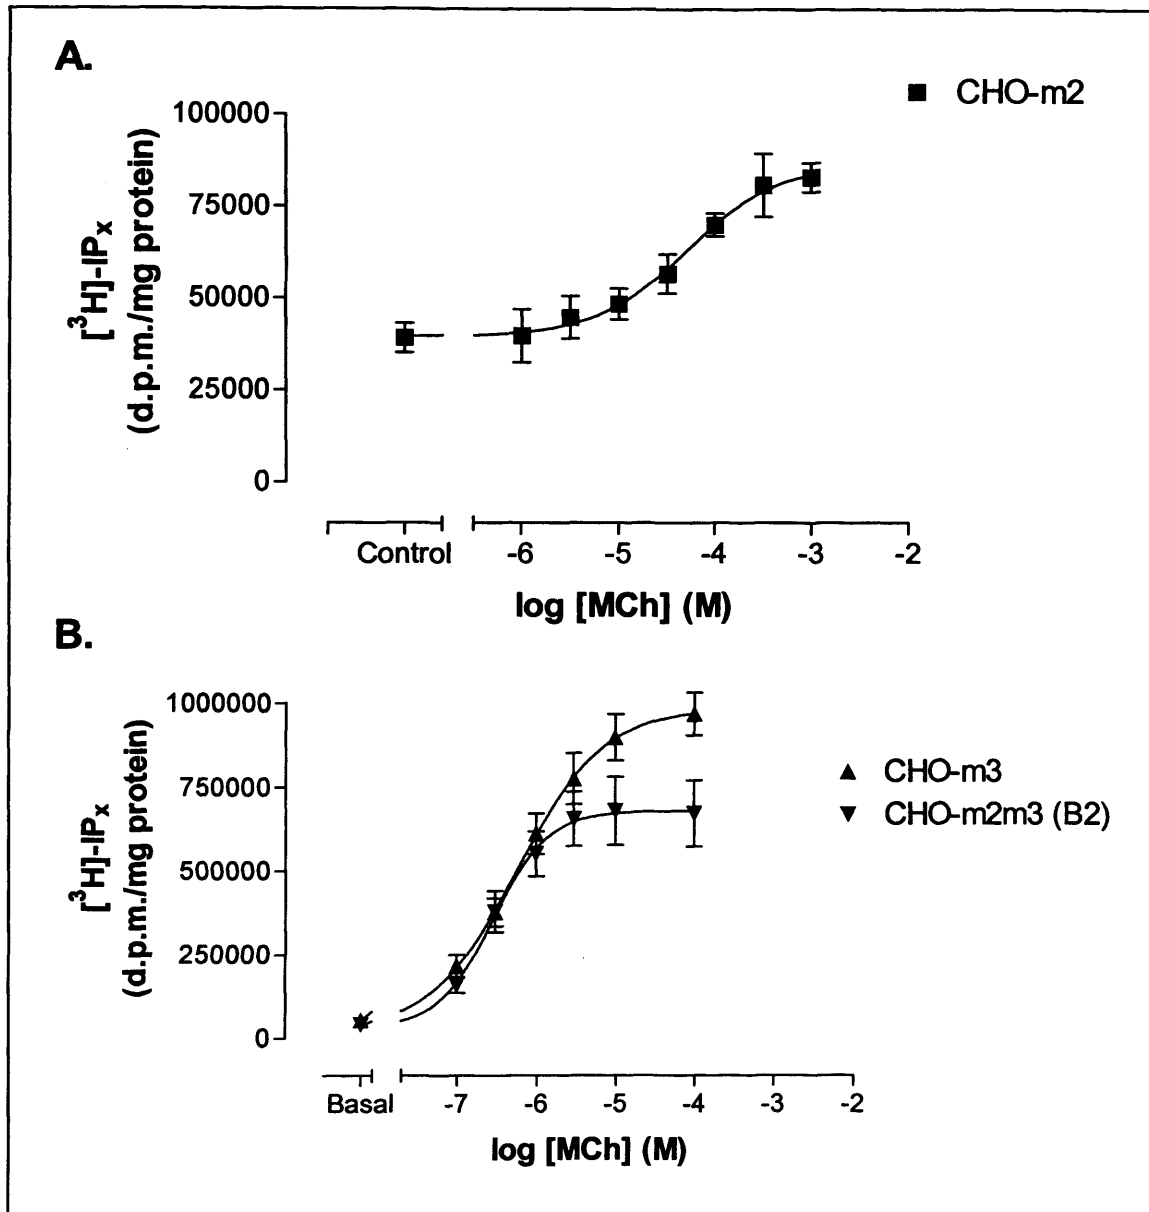 A.
CHO-m2
[³H]-IPₓ
(d.p.m./mg protein)
100000
75000
50000
25000
0
Control
-6
-5
-4
-3
-2
log [MCh] (M)
B.
[³H]-IPₓ
(d.p.m./mg protein)
1000000
750000
500000
250000
0
CHO-m3
CHO-m2m3 (B2)
Basal
-7
-6
-5
-4
-3
-2
log [MCh] (M)